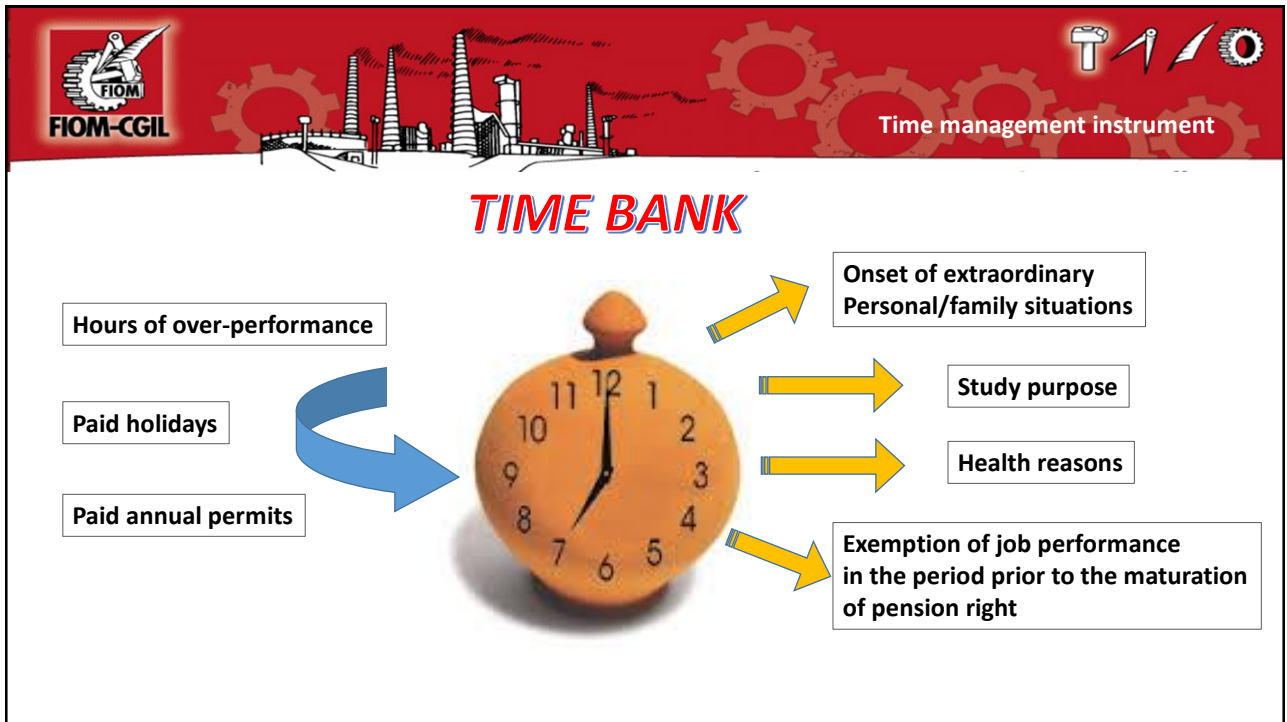 FIOM
FIOM-CGIL
Time management instrument
TIME BANK
Hours of over-performance
Paid holidays
Paid annual permits
12
1
2
3
4
5
6
7
8
9
10
11
Onset of extraordinary
Personal/family situations
Study purpose
Health reasons
Exemption of job performance
in the period prior to the maturation
of pension right